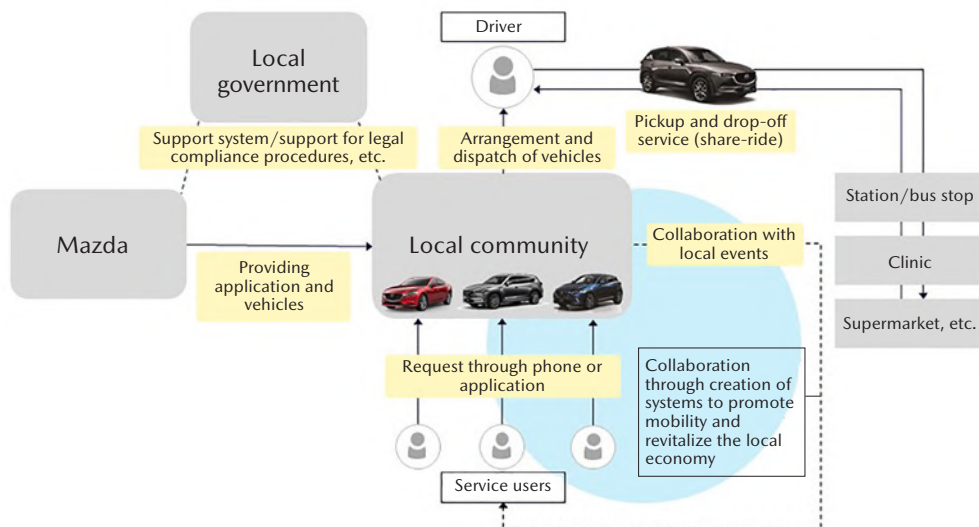 Driver
Local
government
Support system/support for legal
compliance procedures, etc.
Arrangement and
dispatch of vehicles
Pickup and drop-off
service (share-ride)
Mazda
Providing
application and
vehicles
Local community
Collaboration with
local events
Station/bus stop
Clinic
Supermarket, etc.
Request through phone or
application
Collaboration
through creation of
systems to promote
mobility and
revitalize the local
economy
Service users